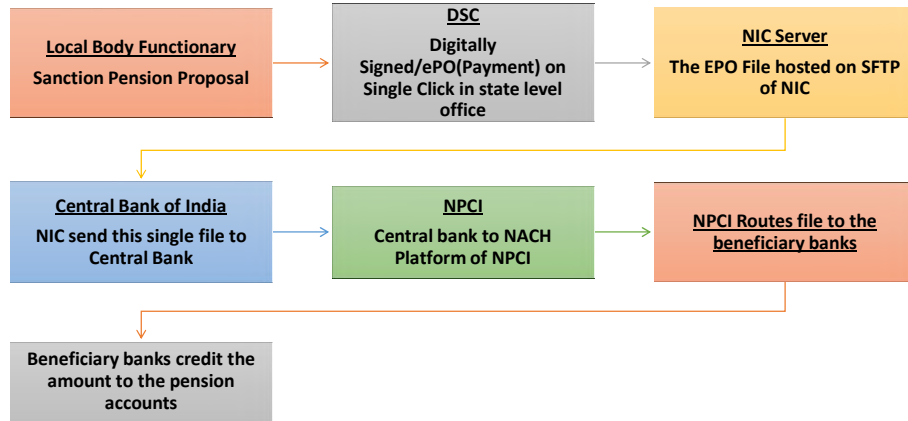 Local Body Functionary
Sanction Pension Proposal
DSC
Digitally
Signed/ePO(Payment) on
Single Click in state level
office
NIC Server
The EPO File hosted on SFTP
of NIC
Central Bank of India
NIC send this single file to
Central Bank
NPCI
Central bank to NACH
Platform of NPCI
NPCI Routes file to the
beneficiary banks
Beneficiary banks credit the
amount to the pension
accounts